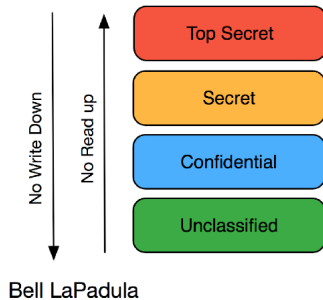 Top Secret
Secret
Confidential
Unclassified
No Write Down
No Read up
Bell LaPadula